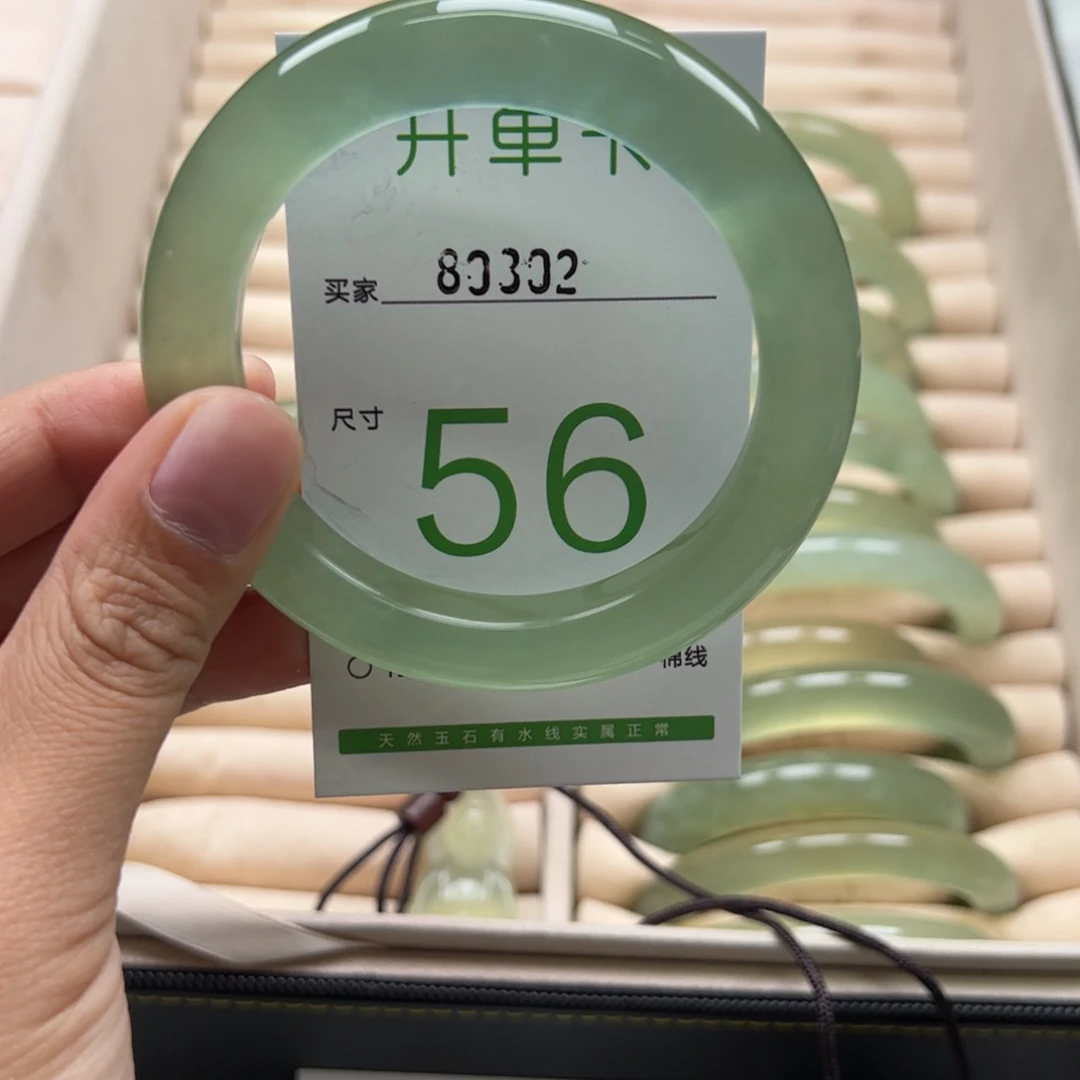 开单卡
买家 80302
尺寸 56
棉线
天然玉石有水线实属正常